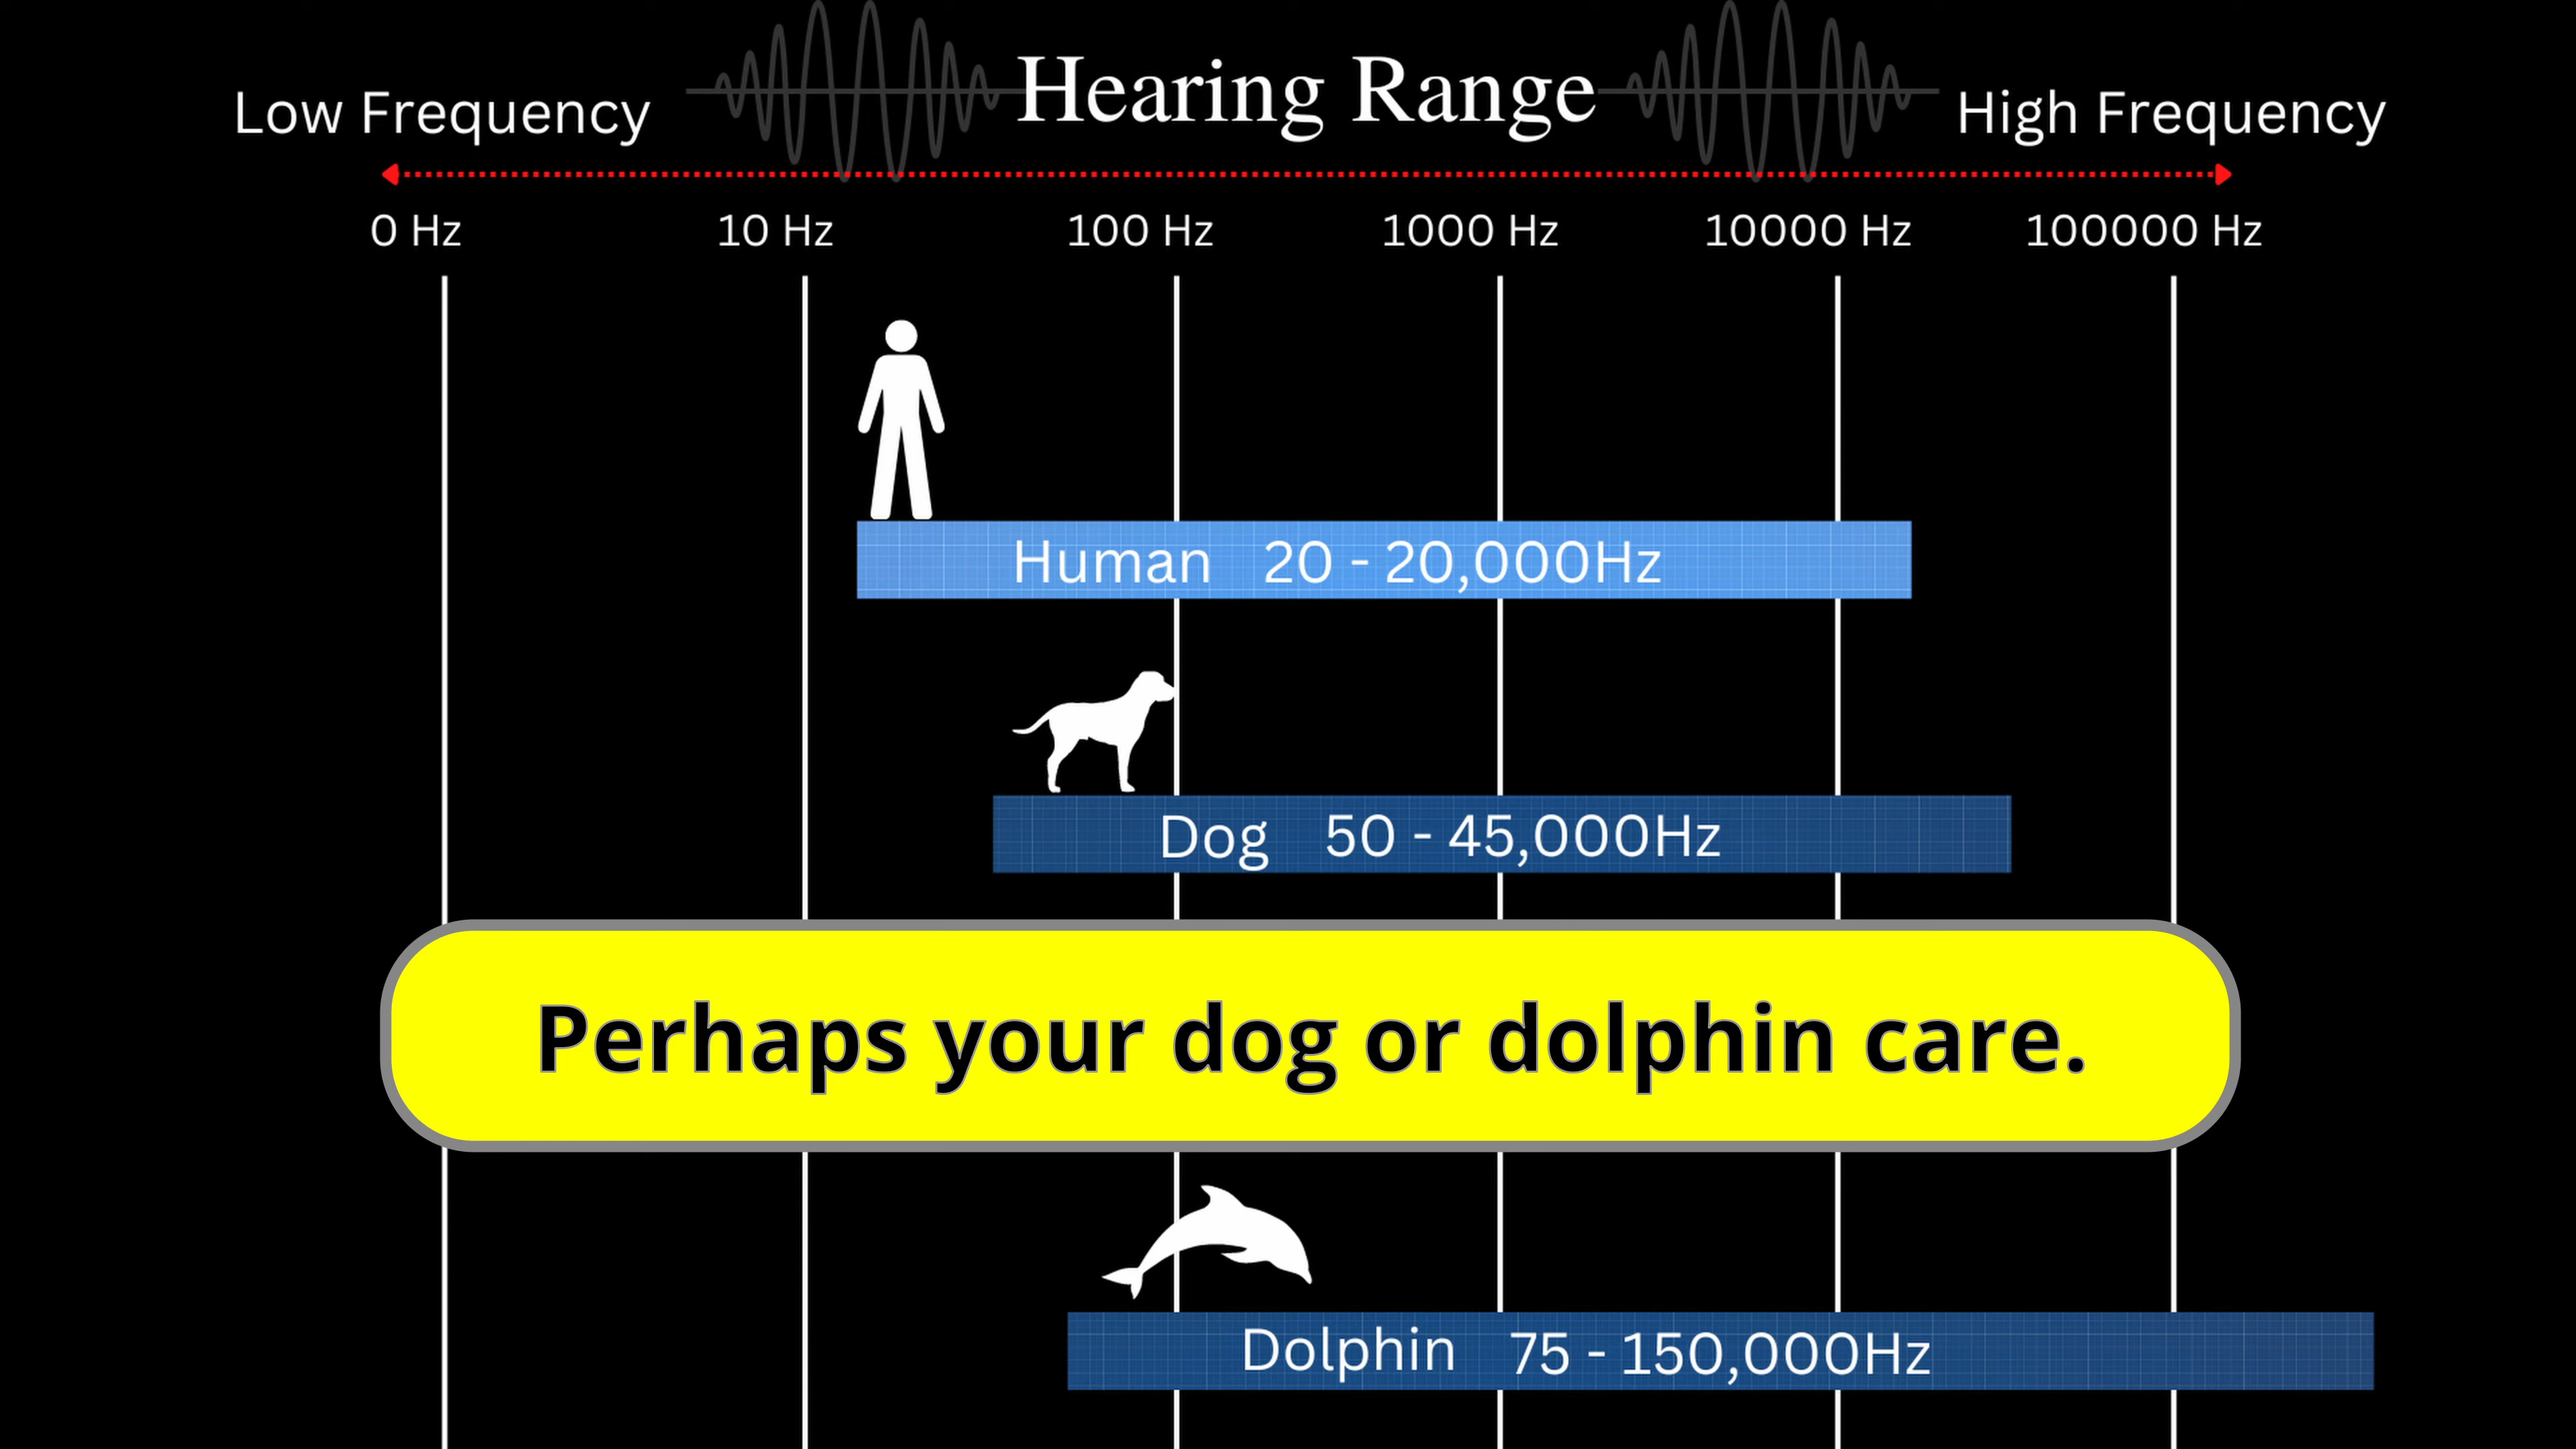 Hearing Range
Low Frequency
High Frequency
0 Hz 10 Hz 100 Hz 1000 Hz 10000 Hz 100000 Hz
Human 20 - 20,000Hz
Dog 50 - 45,000Hz
Perhaps your dog or dolphin care.
Dolphin 75 - 150,000Hz